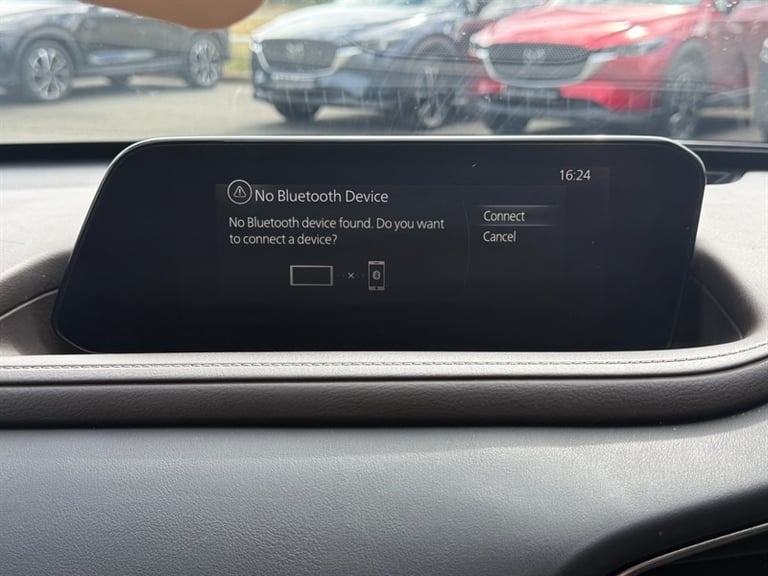 16:24
No Bluetooth Device
No Bluetooth device found. Do you want
to connect a device?
Connect
Cancel